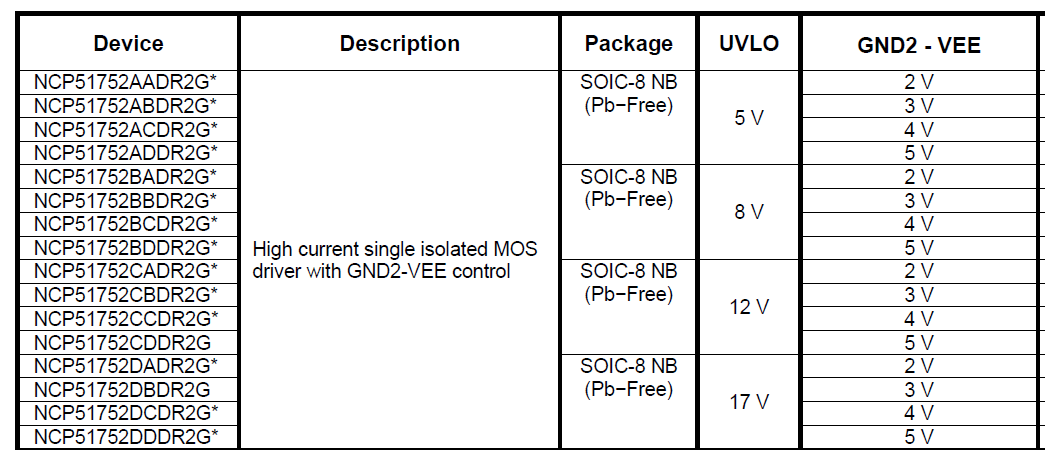 Device Description Package UVLO GND2 - VEE
NCP51752AADR2G* SOIC-8 NB 2 V
NCP51752ABDR2G* (Pb−Free) 3 V
5 V
NCP51752ACDR2G* 4 V
NCP51752ADDR2G* 5 V
NCP51752BADR2G* SOIC-8 NB 2 V
NCP51752BBDR2G* (Pb−Free) 3 V
8 V
NCP51752BCDR2G* 4 V
NCP51752BDDR2G* 5 V
High current single isolated MOS
driver with GND2-VEE control
NCP51752CADR2G* SOIC-8 NB 2 V
NCP51752CBDR2G* (Pb−Free) 3 V
12 V
NCP51752CCDR2G* 4 V
NCP51752CDDR2G 5 V
NCP51752DADR2G* SOIC-8 NB 2 V
NCP51752DBDR2G (Pb−Free) 3 V
17 V
NCP51752DCDR2G* 4 V
NCP51752DDDR2G* 5 V